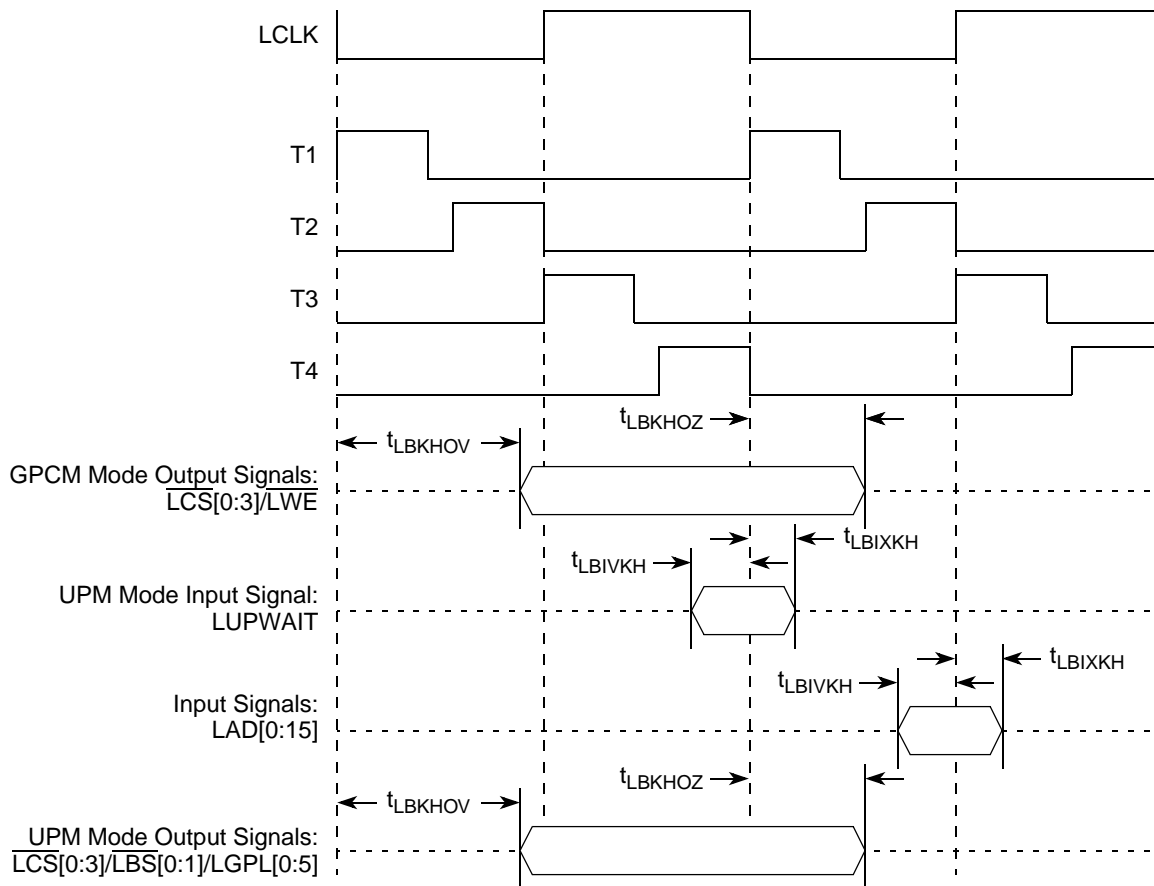 LCLK
T1
T2
T3
T4
tLBKHOZ
tLBKHOV
GPCM Mode Output Signals:
LCS[0:3]/LWE
tLBIXKH
tLBIVKH
UPM Mode Input Signal:
LUPWAIT
tLBIXKH
tLBIVKH
Input Signals:
LAD[0:15]
tLBKHOZ
tLBKHOV
UPM Mode Output Signals:
LCS[0:3]/LBS[0:1]/LGPL[0:5]